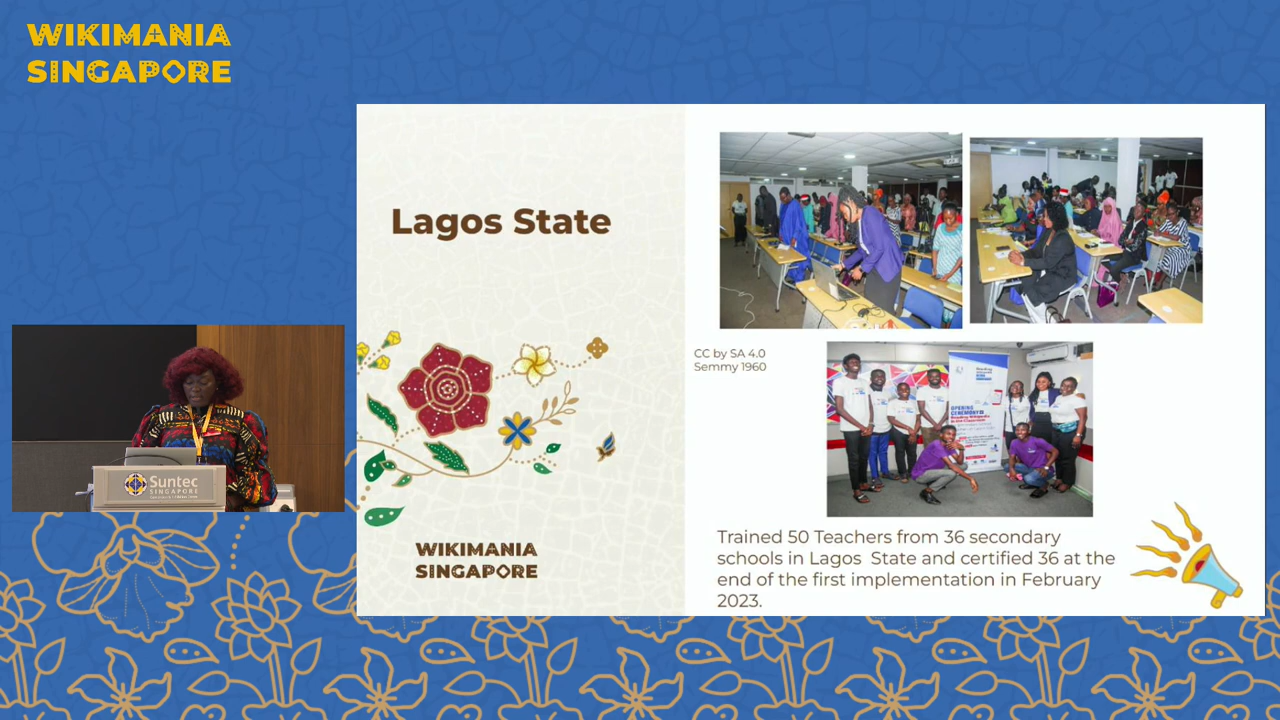 WIKIMANIA
SINGAPORE
Lagos State
CC by SA 4.0
Semmy 1960
OPENING
CEREMONY
Suntec
SINGAPORE
WIKIMANIA
SINGAPORE
Trained 50 Teachers from 36 secondary
schools in Lagos State and certified 36 at the
end of the first implementation in February
2023.